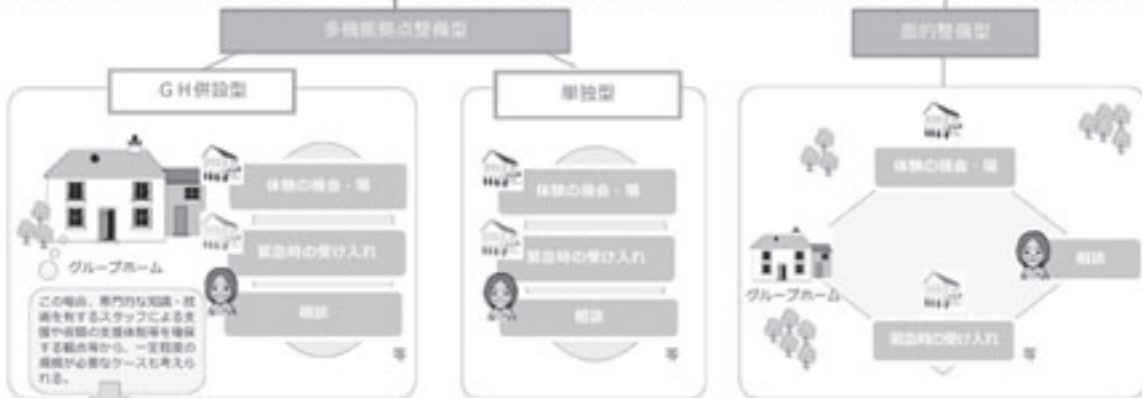 多機能拠点整備型
面的整備型
GH併設型
単独型
体験の機会・場
緊急時の受け入れ
相談
等
グループホーム
この場合、専門的な知識・技
術を有するスタッフによる支
援や夜間の支援体制等を確保
する観点等から、一定程度の
規模が必要なケースも考えら
れる。
体験の機会・場
緊急時の受け入れ
相談
等
体験の機会・場
相談
グループホーム
緊急時の受け入れ
等